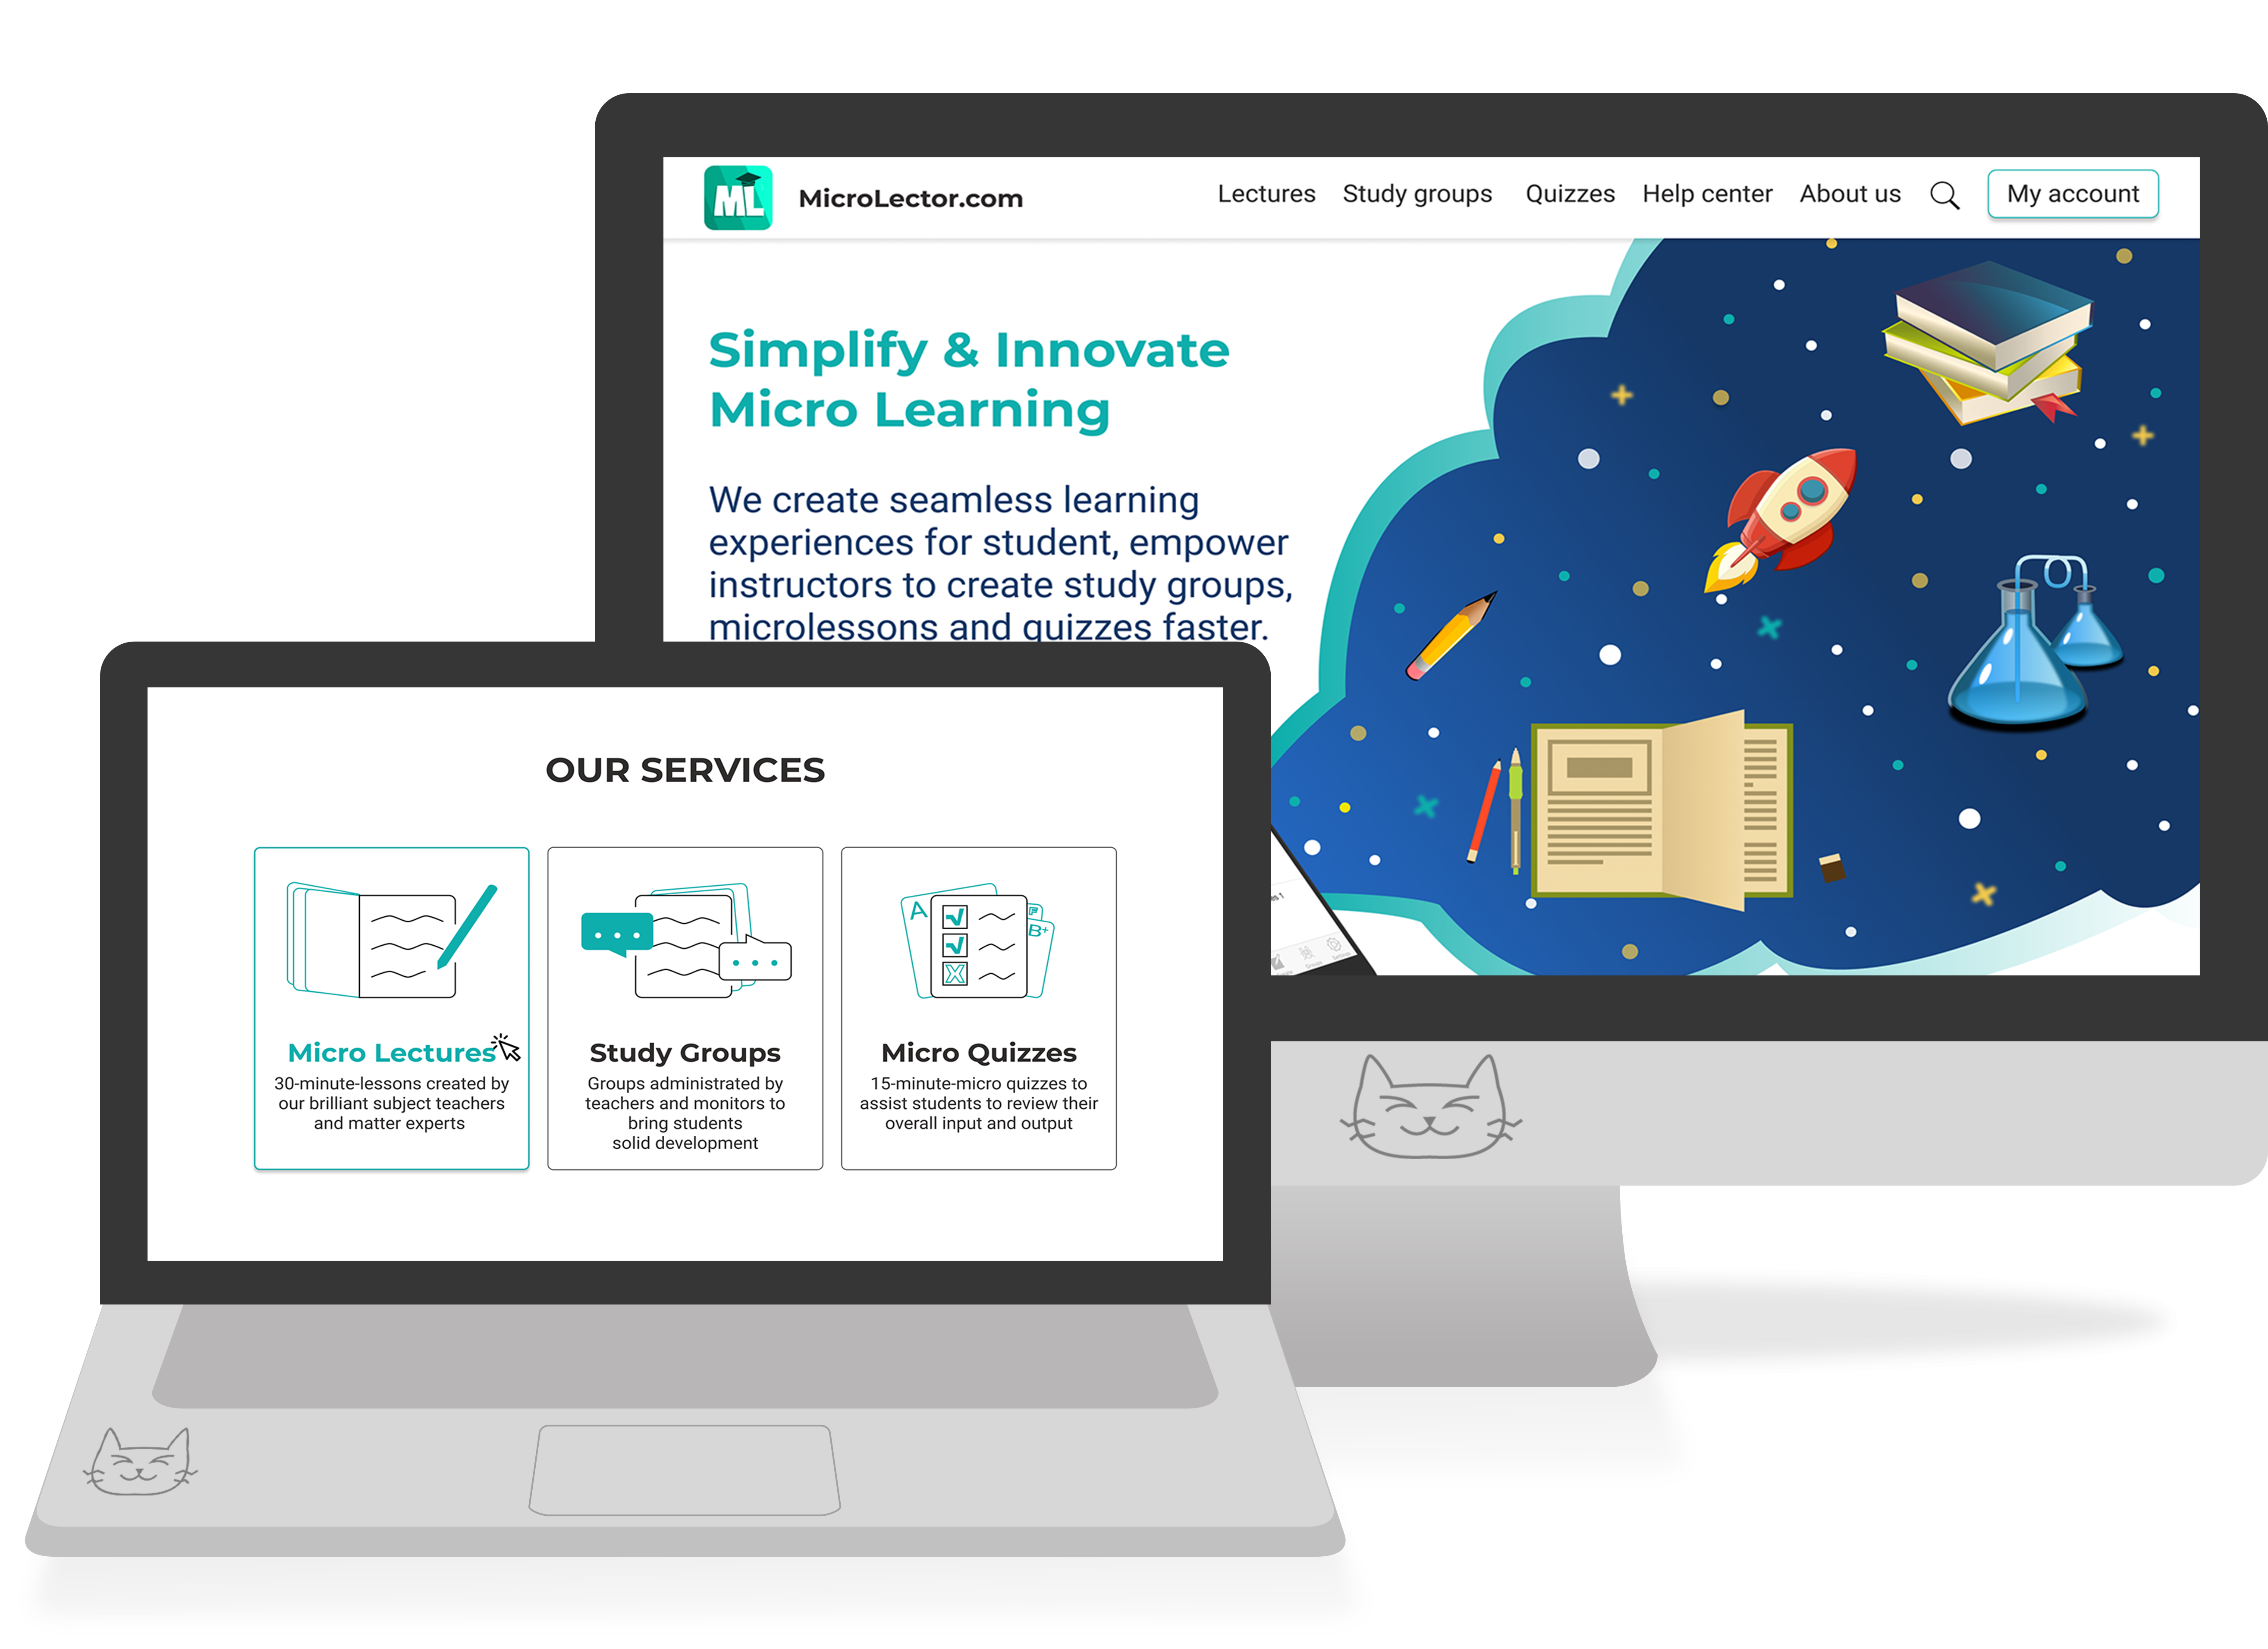 ML
MicroLector.com
Lectures Study groups Quizzes Help center About us My account
Simplify & Innovate
Micro Learning
We create seamless learning
experiences for student, empower
instructors to create study groups,
microlessons and quizzes faster.
OUR SERVICES
A
F
B+
Micro Lectures
30-minute-lessons created by
our brilliant subject teachers
and matter experts
Study Groups
Groups administrated by
teachers and monitors to
bring students
solid development
Micro Quizzes
15-minute-micro quizzes to
assist students to review their
overall input and output